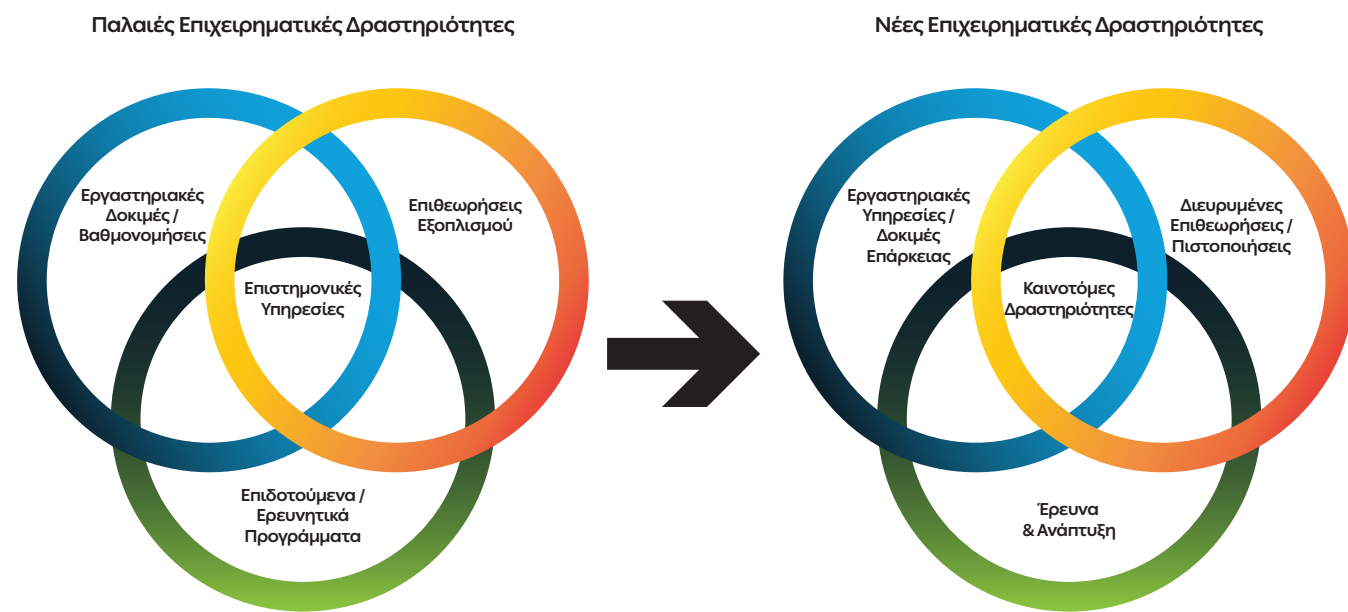 Παλαιές Επιχειρηματικές Δραστηριότητες
Εργαστηριακές
Δοκιμές /
Βαθμονομήσεις
Επιθεωρήσεις
Εξοπλισμού
Επιστημονικές
Υπηρεσίες
Επιδοτούμενα /
Ερευνητικά
Προγράμματα
Νέες Επιχειρηματικές Δραστηριότητες
Εργαστηριακές
Υπηρεσίες /
Δοκιμές
Επάρκειας
Διευρυμένες
Επιθεωρήσεις /
Πιστοποιήσεις
Καινοτόμες
Δραστηριότητες
Έρευνα
& Ανάπτυξη